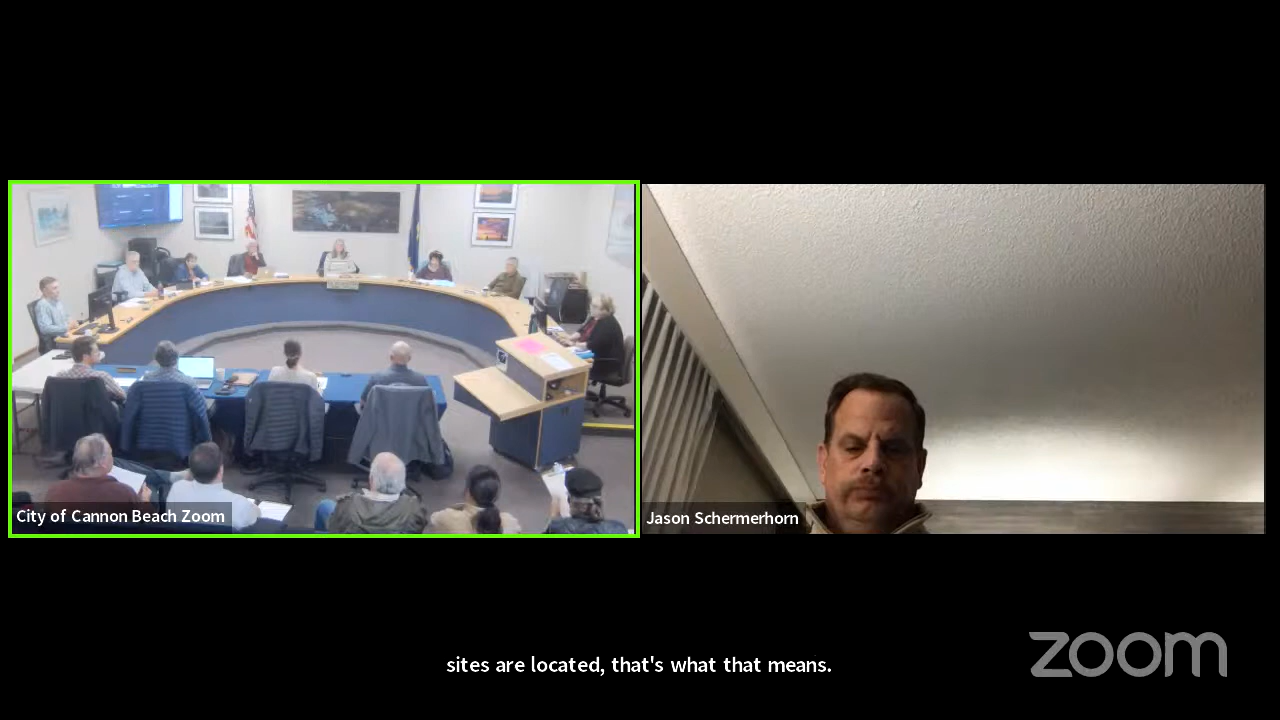 City of Cannon Beach Zoom
Jason Schermerhorn
sites are located, that's what that means.
zoom